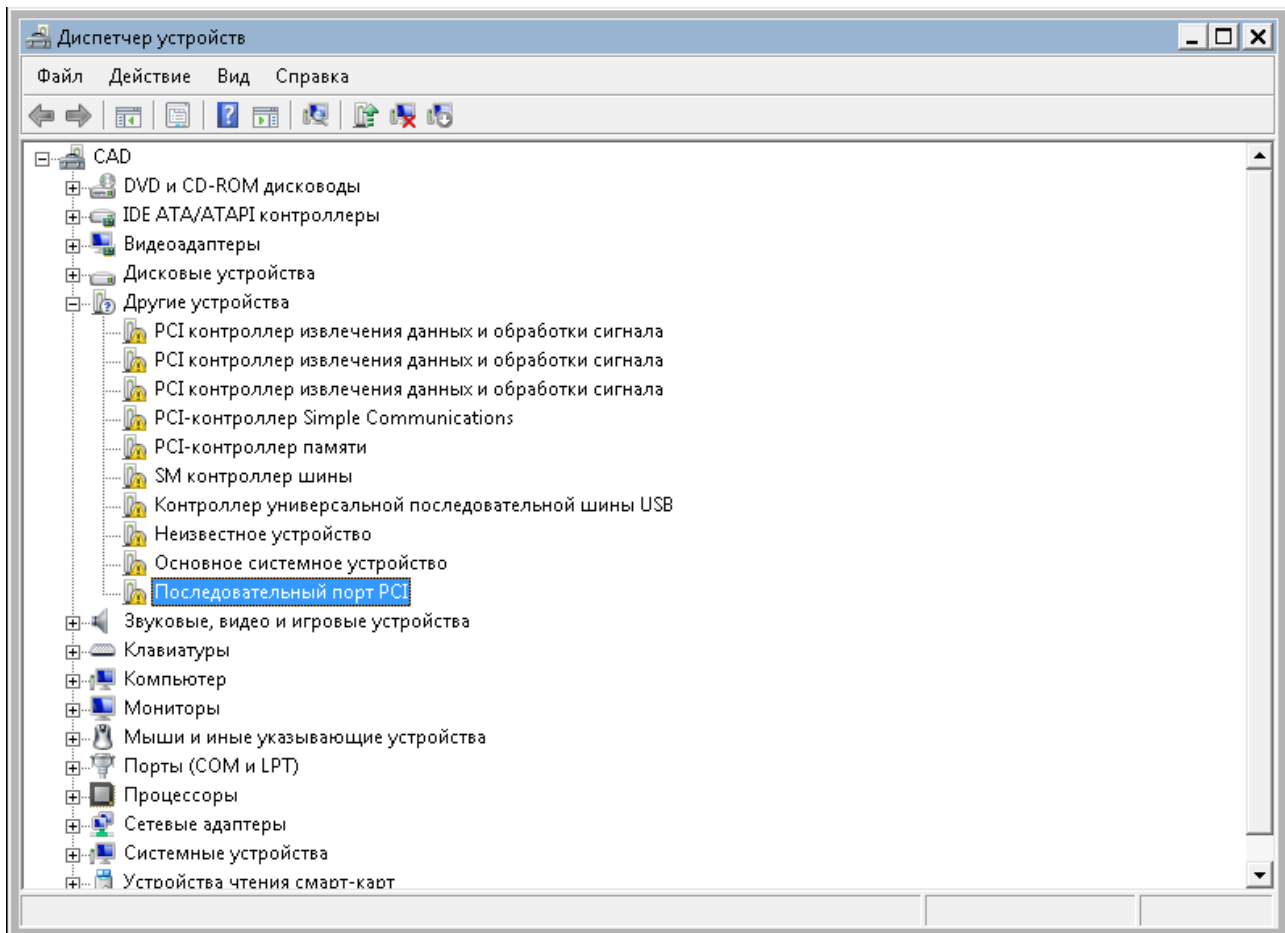 Диспетчер устройств
Файл Действие Вид Справка
CAD
DVD и CD-ROM дисководы
IDE ATA/ATAPI контроллеры
Видеоадаптеры
Дисковые устройства
Другие устройства
PCI контроллер извлечения данных и обработки сигнала
PCI контроллер извлечения данных и обработки сигнала
PCI контроллер извлечения данных и обработки сигнала
PCI-контроллер Simple Communications
PCI-контроллер памяти
SM контроллер шины
Контроллер универсальной последовательной шины USB
Неизвестное устройство
Основное системное устройство
Последовательный порт PCI
Звуковые, видео и игровые устройства
Клавиатуры
Компьютер
Мониторы
Мыши и иные указывающие устройства
Порты (COM и LPT)
Процессоры
Сетевые адаптеры
Системные устройства
Устройства чтения смарт-карт